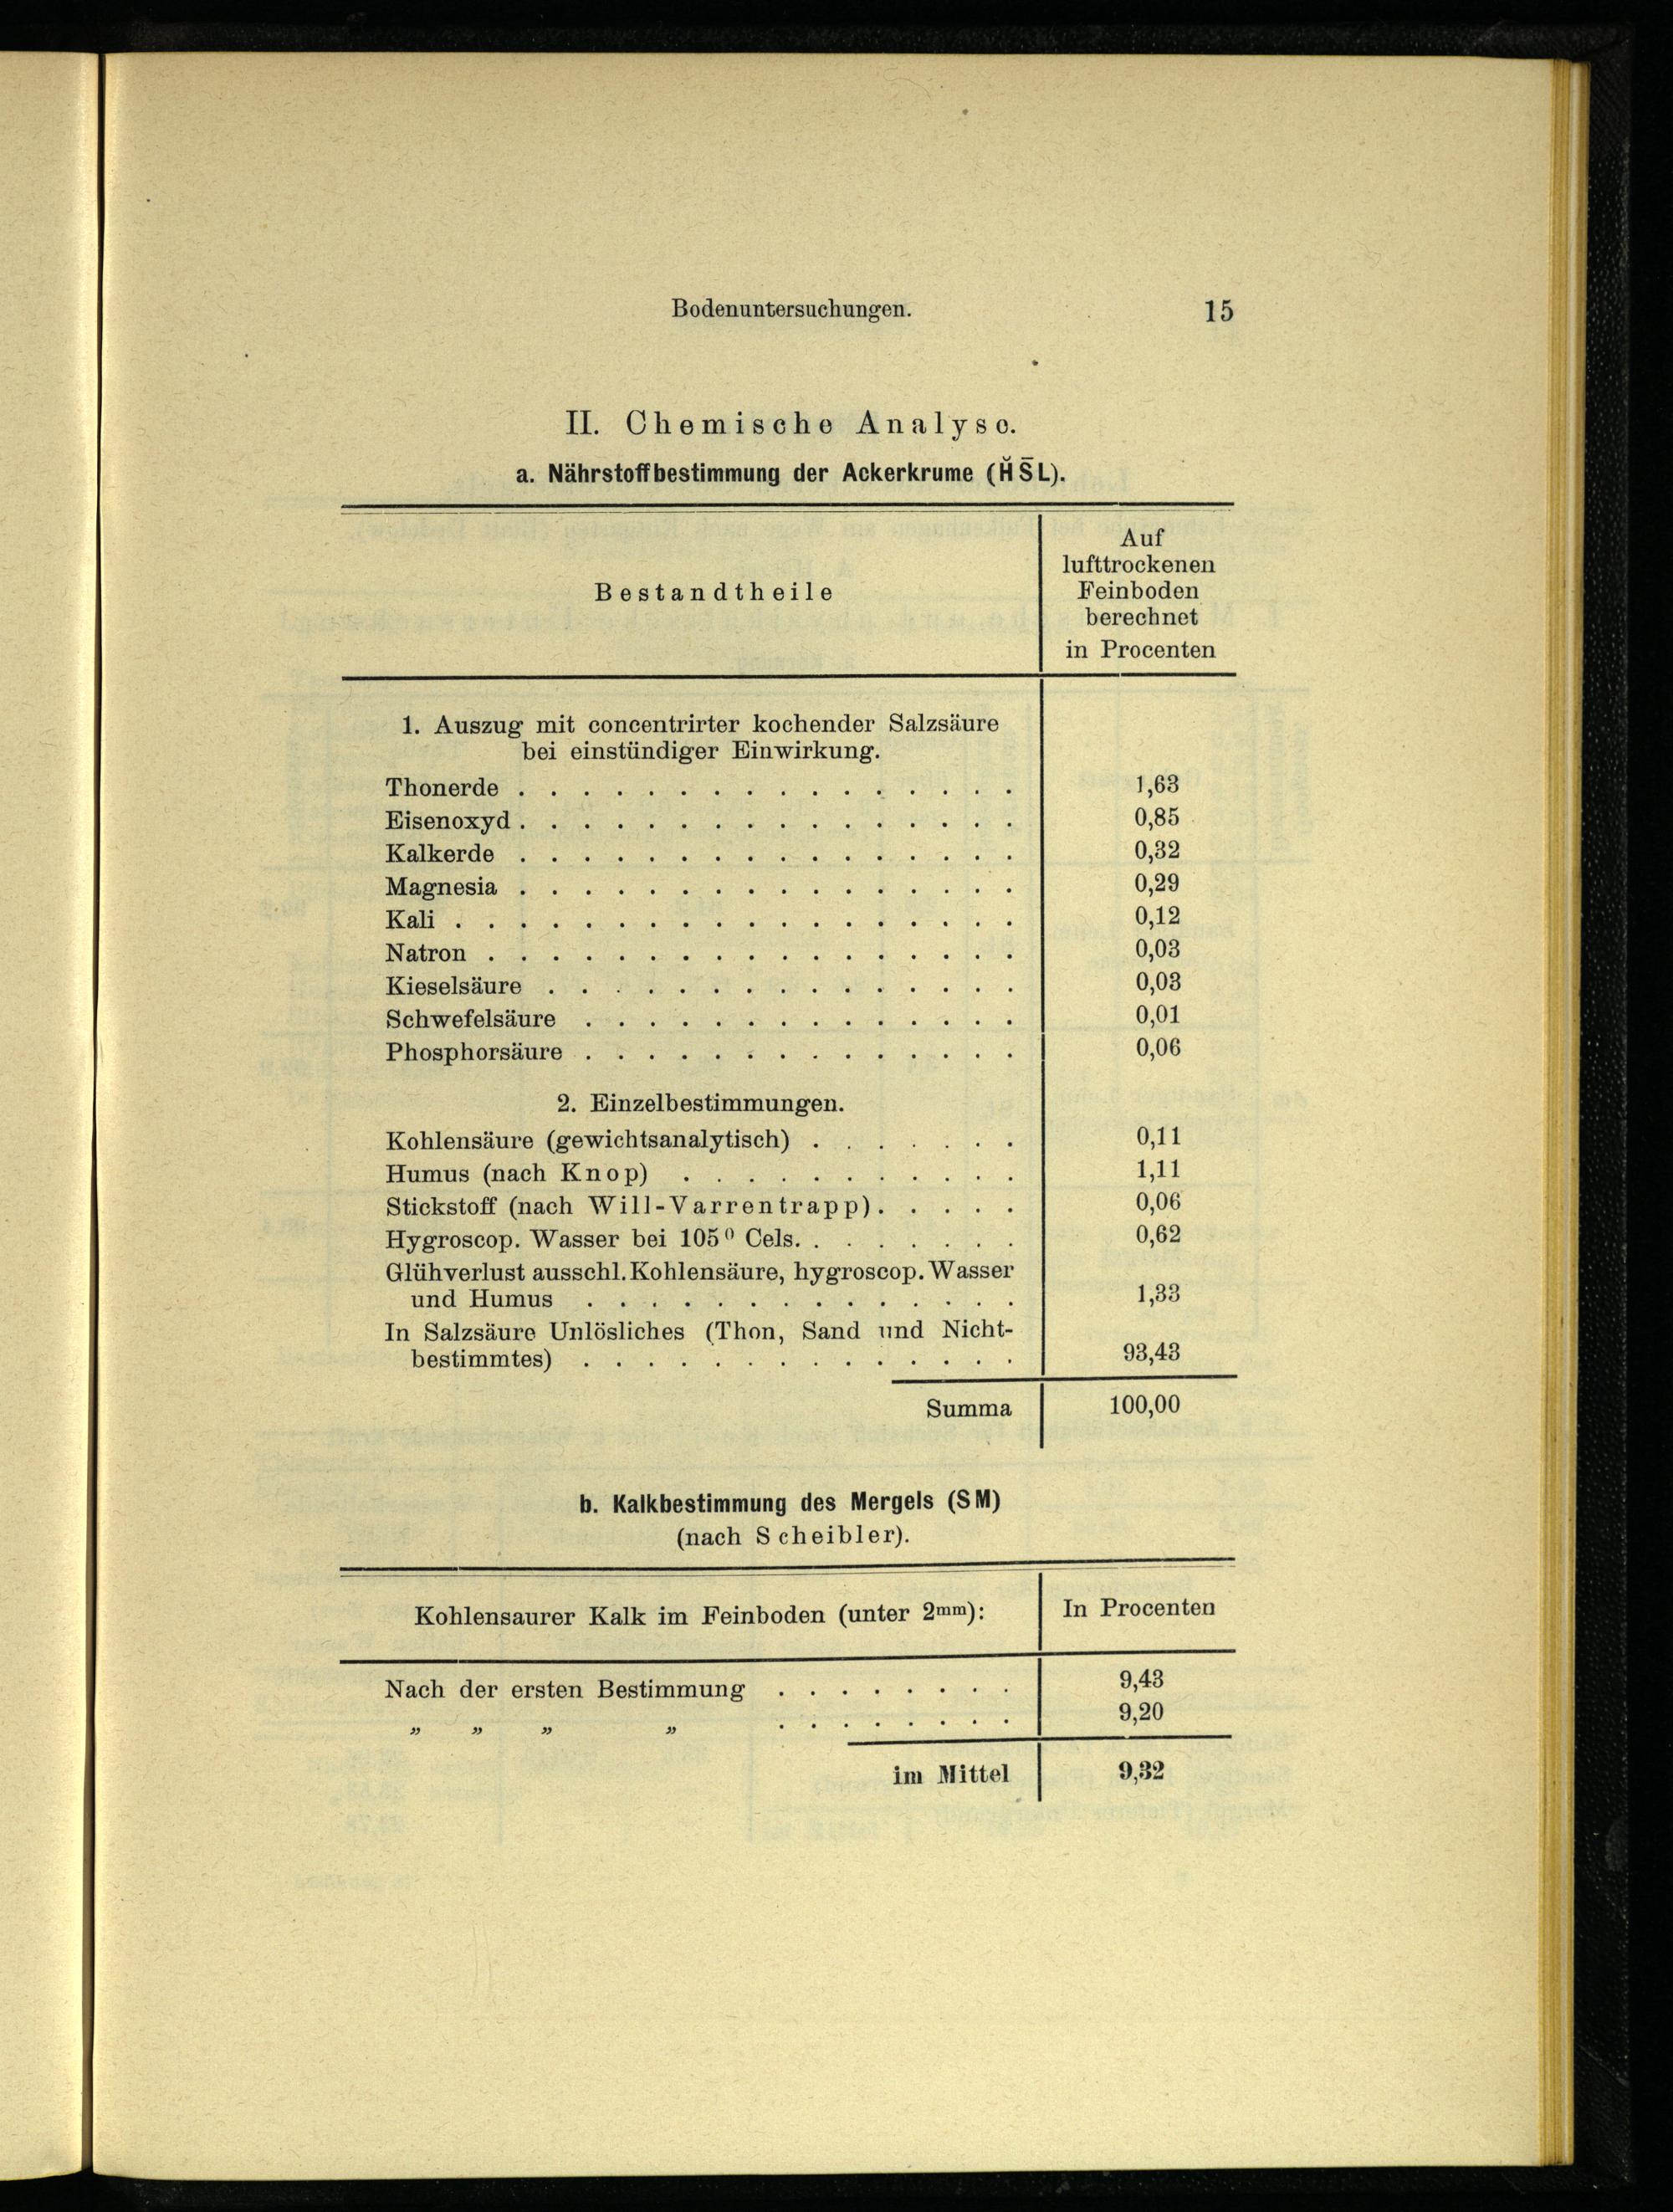 Bodenuntersuchungen. 15
II. Chemische Analyse.
a. Nährstoffbestimmung der Ackerkrume (H̆S̄L).
Bestandtheile
Auf
lufttrockenen
Feinboden
berechnet
in Procenten
1. Auszug mit concentrirter kochender Salzsäure
bei einstündiger Einwirkung.
Thonerde . . . . . . . . . . . . . . . . 1,63
Eisenoxyd . . . . . . . . . . . . . . . . 0,85
Kalkerde . . . . . . . . . . . . . . . . 0,32
Magnesia . . . . . . . . . . . . . . . . 0,29
Kali . . . . . . . . . . . . . . . . . . 0,12
Natron . . . . . . . . . . . . . . . . . 0,03
Kieselsäure . . . . . . . . . . . . . . . 0,03
Schwefelsäure . . . . . . . . . . . . . . 0,01
Phosphorsäure . . . . . . . . . . . . . . 0,06
2. Einzelbestimmungen.
Kohlensäure (gewichtsanalytisch) . . . . . . . 0,11
Humus (nach Knop) . . . . . . . . . . . 1,11
Stickstoff (nach Will-Varrentrapp) . . . . . 0,06
Hygroscop. Wasser bei 105⁰ Cels. . . . . . . . 0,62
Glühverlust ausschl. Kohlensäure, hygroscop. Wasser
und Humus . . . . . . . . . . . . . . 1,33
In Salzsäure Unlösliches (Thon, Sand und Nicht-
bestimmtes) . . . . . . . . . . . . . . 93,43
Summa 100,00
b. Kalkbestimmung des Mergels (SM)
(nach Scheibler).
Kohlensaurer Kalk im Feinboden (unter 2mm): In Procenten
Nach der ersten Bestimmung . . . . . . . . 9,43
„ „ „ „ . . . . . . . . 9,20
im Mittel 9,32